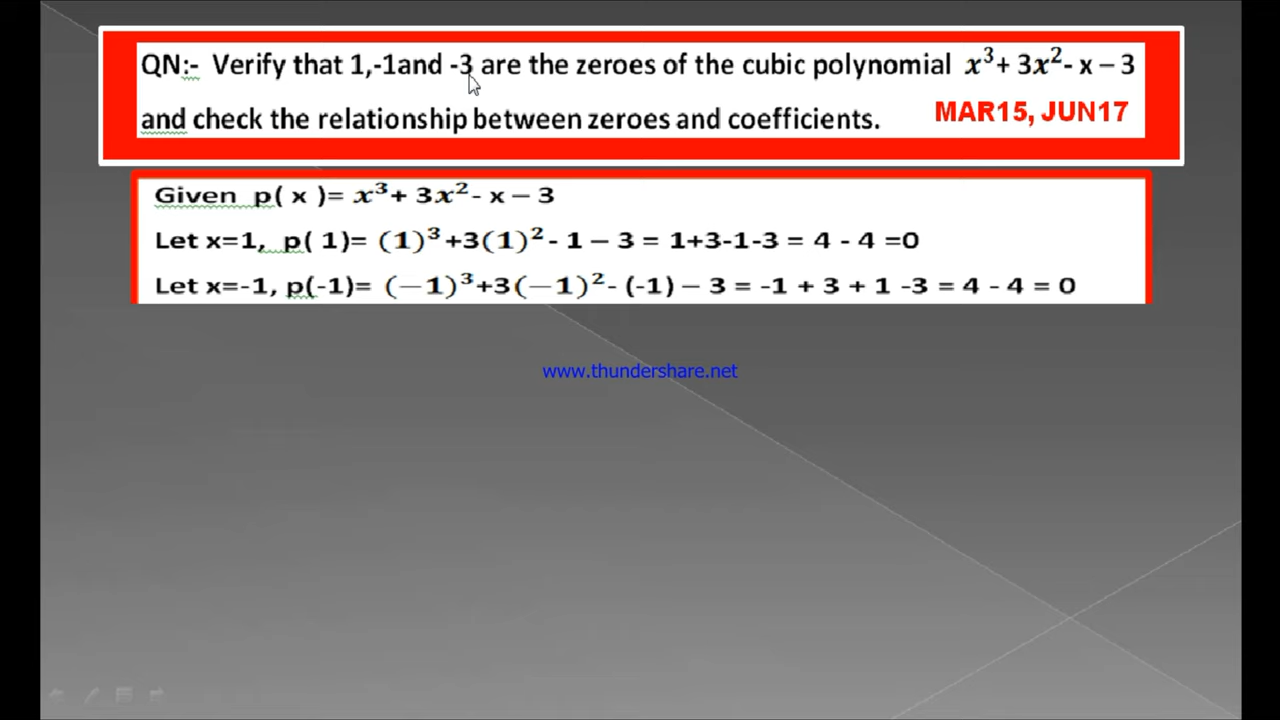 QN:- Verify that 1,-1and -3 are the zeroes of the cubic polynomial x³+ 3x²- x – 3
and check the relationship between zeroes and coefficients. MAR15, JUN17
Given p( x )= x³+ 3x²- x – 3
Let x=1, p( 1)= (1)³+3(1)²- 1 – 3 = 1+3-1-3 = 4 - 4 =0
Let x=-1, p(-1)= (−1)³+3(−1)²- (-1) – 3 = -1 + 3 + 1 -3 = 4 - 4 = 0
www.thundershare.net